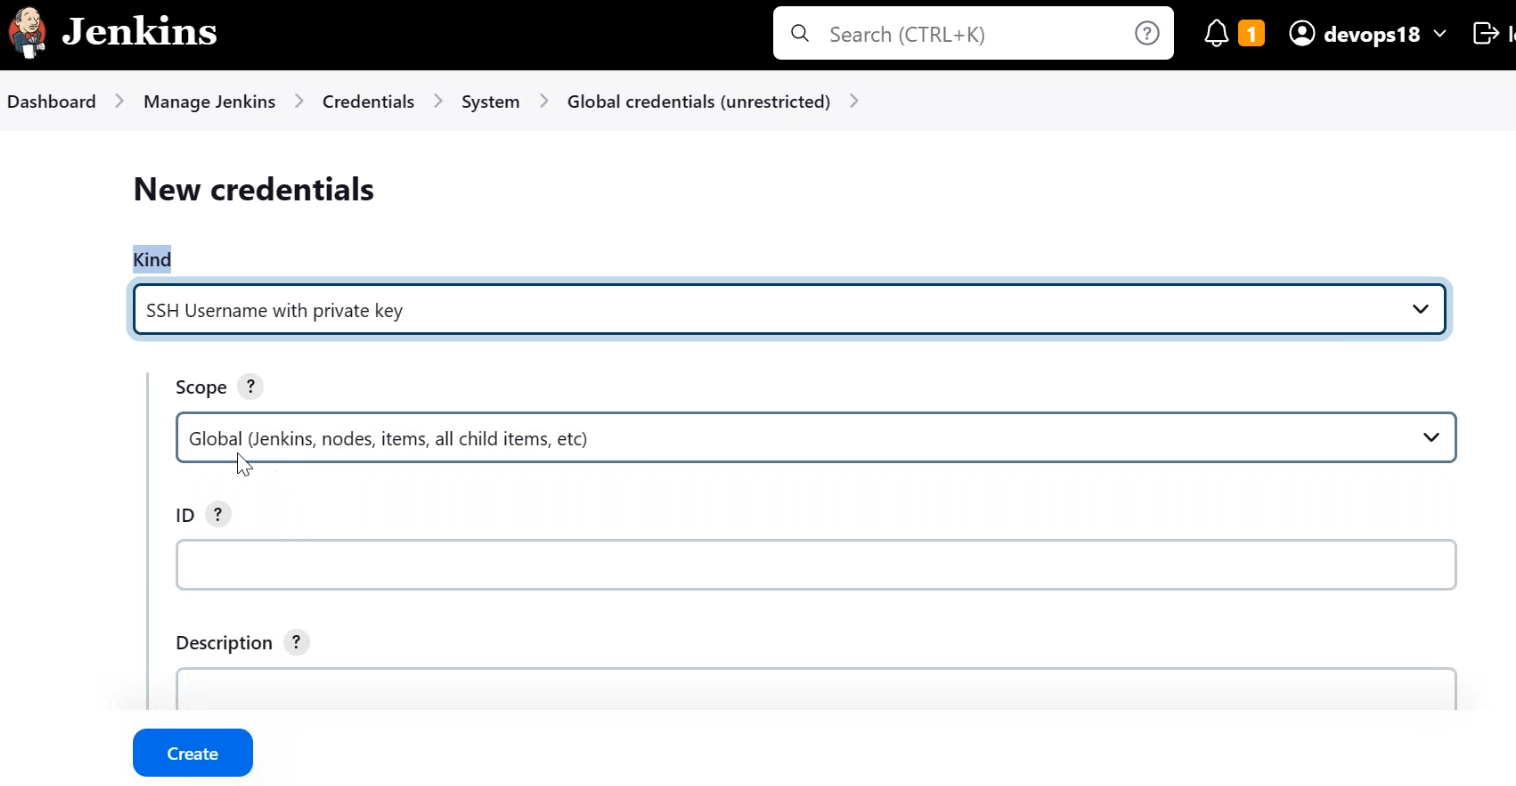 Jenkins
Search (CTRL+K)
?
1
devops18
Dashboard
Manage Jenkins
Credentials
System
Global credentials (unrestricted)
New credentials
Kind
SSH Username with private key
Scope ?
Global (Jenkins, nodes, items, all child items, etc)
ID ?
Description ?
Create